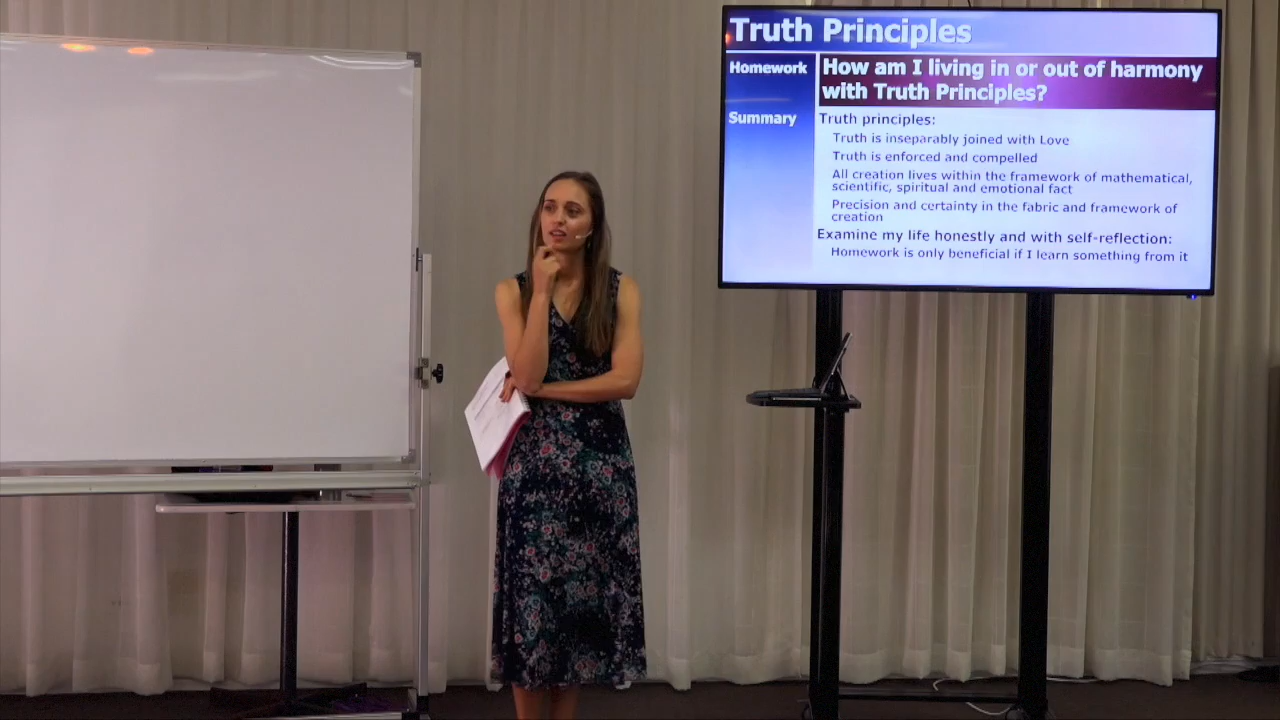 Truth Principles
Homework
How am I living in or out of harmony
with Truth Principles?
Summary
Truth principles:
Truth is inseparably joined with Love
Truth is enforced and compelled
All creation lives within the framework of mathematical,
scientific, spiritual and emotional fact
Precision and certainty in the fabric and framework of
creation
Examine my life honestly and with self-reflection:
Homework is only beneficial if I learn something from it